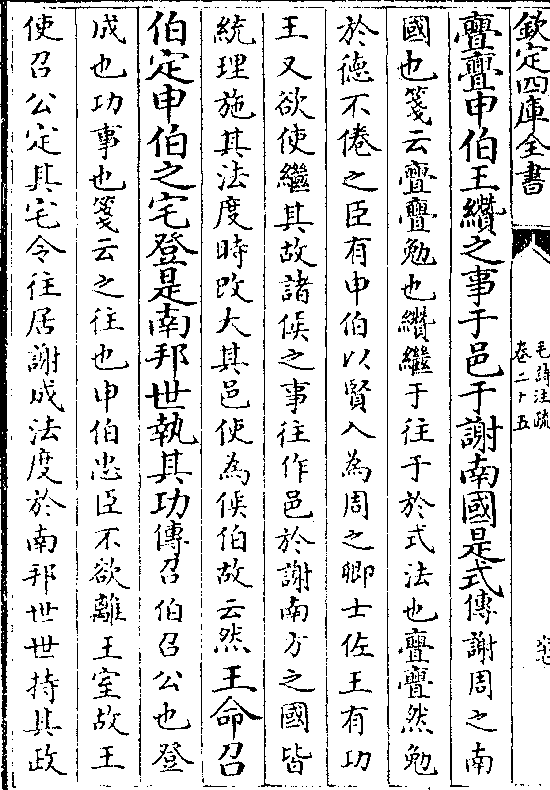 欽定四庫全書
毛詩注疏
卷二十五
亹亹申伯王纘之事于邑于謝南國是式傳謝周之南
國也箋云亹亹勉也纘繼于往于於式法也亹亹然勉
於德不倦之臣有申伯以賢入為周之卿士佐王有功
王又欲使繼其故諸侯之事往作邑於謝南方之國皆
統理施其法度時改大其邑使為侯伯故云然王命召
伯定申伯之宅登是南邦世執其功傳召伯召公也登
成也功事也箋云之往也申伯忠臣不欲離王室故王
使召公定其宅令往居謝成法度於南邦世世持其政